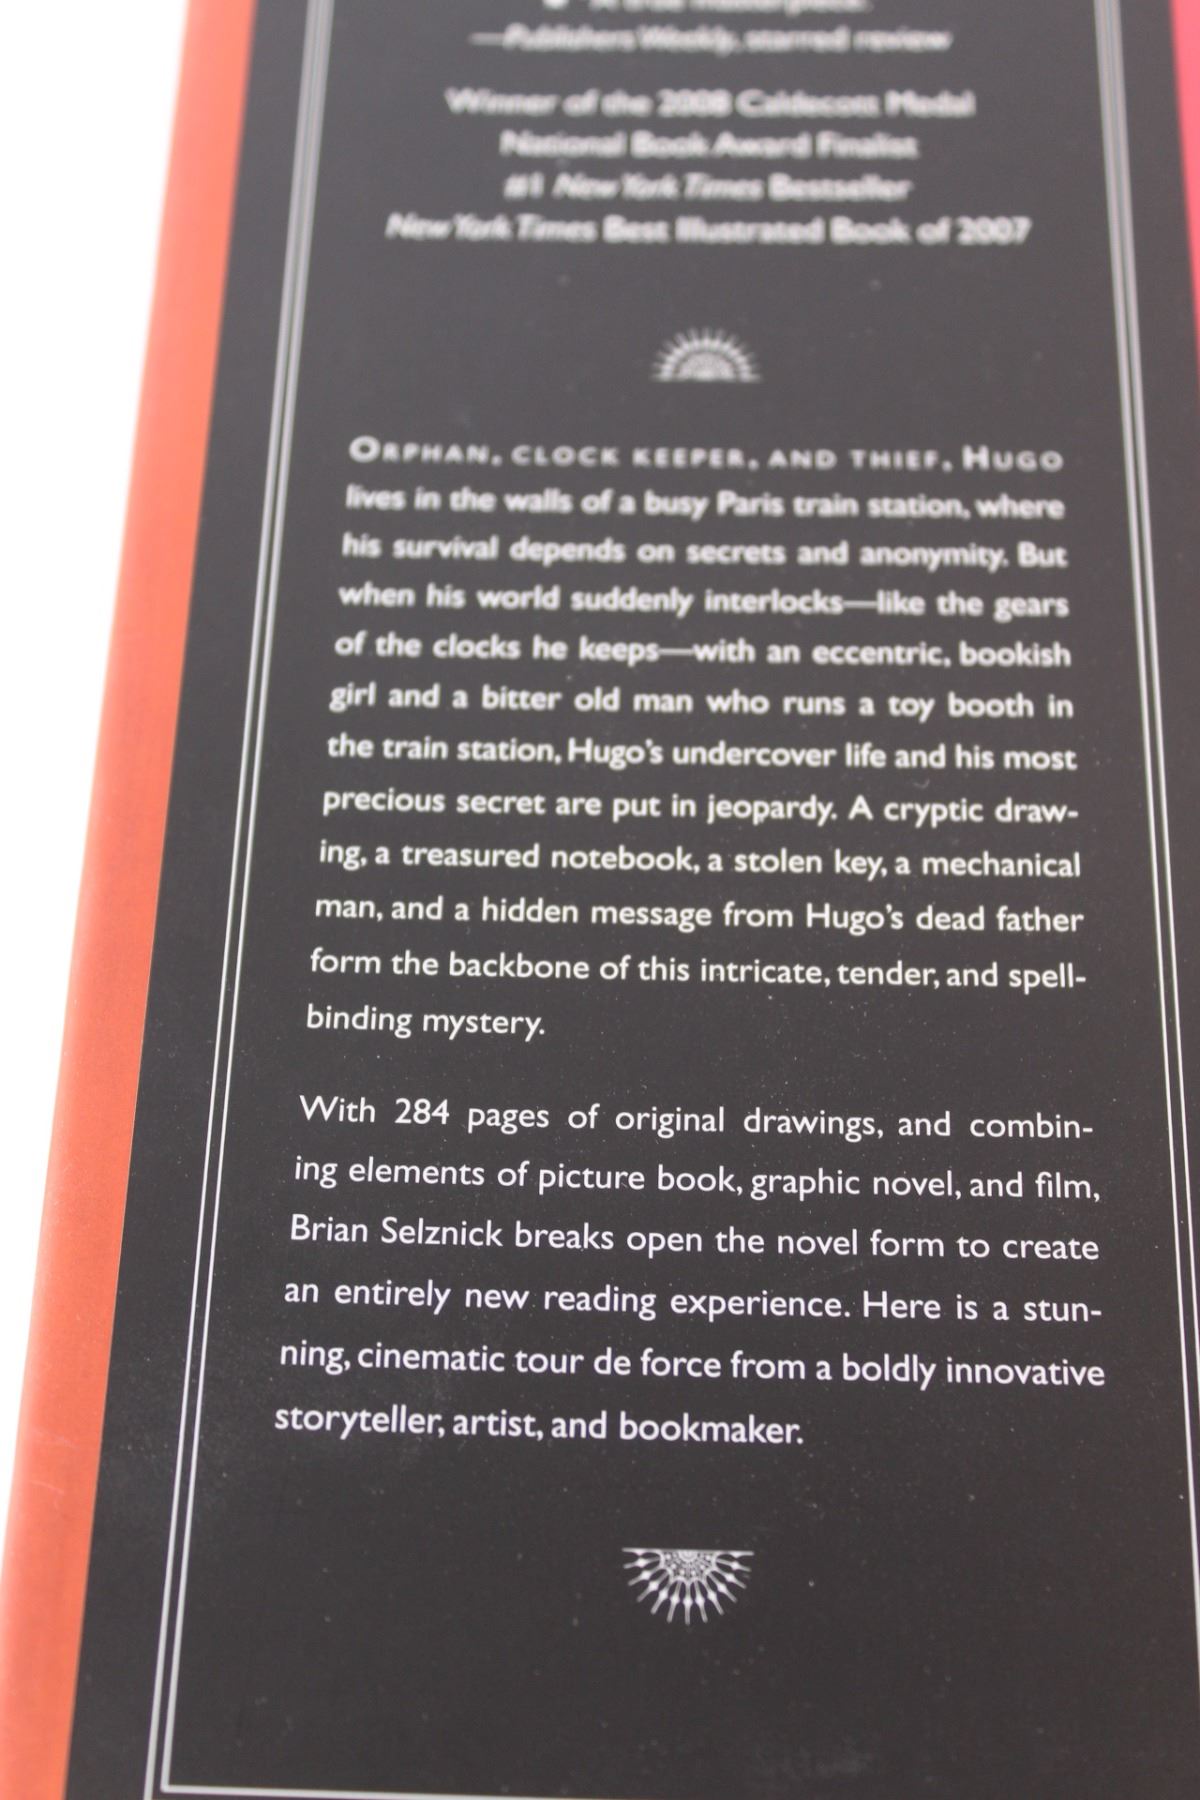 "A true masterpiece."
—Publishers Weekly, starred review
Winner of the 2008 Caldecott Medal
National Book Award Finalist
#1 New York Times Bestseller
New York Times Best Illustrated Book of 2007
ORPHAN, CLOCK KEEPER, AND THIEF, HUGO
lives in the walls of a busy Paris train station, where
his survival depends on secrets and anonymity. But
when his world suddenly interlocks—like the gears
of the clocks he keeps—with an eccentric, bookish
girl and a bitter old man who runs a toy booth in
the train station, Hugo's undercover life and his most
precious secret are put in jeopardy. A cryptic draw-
ing, a treasured notebook, a stolen key, a mechanical
man, and a hidden message from Hugo's dead father
form the backbone of this intricate, tender, and spell-
binding mystery.
With 284 pages of original drawings, and combin-
ing elements of picture book, graphic novel, and film,
Brian Selznick breaks open the novel form to create
an entirely new reading experience. Here is a stun-
ning, cinematic tour de force from a boldly innovative
storyteller, artist, and bookmaker.